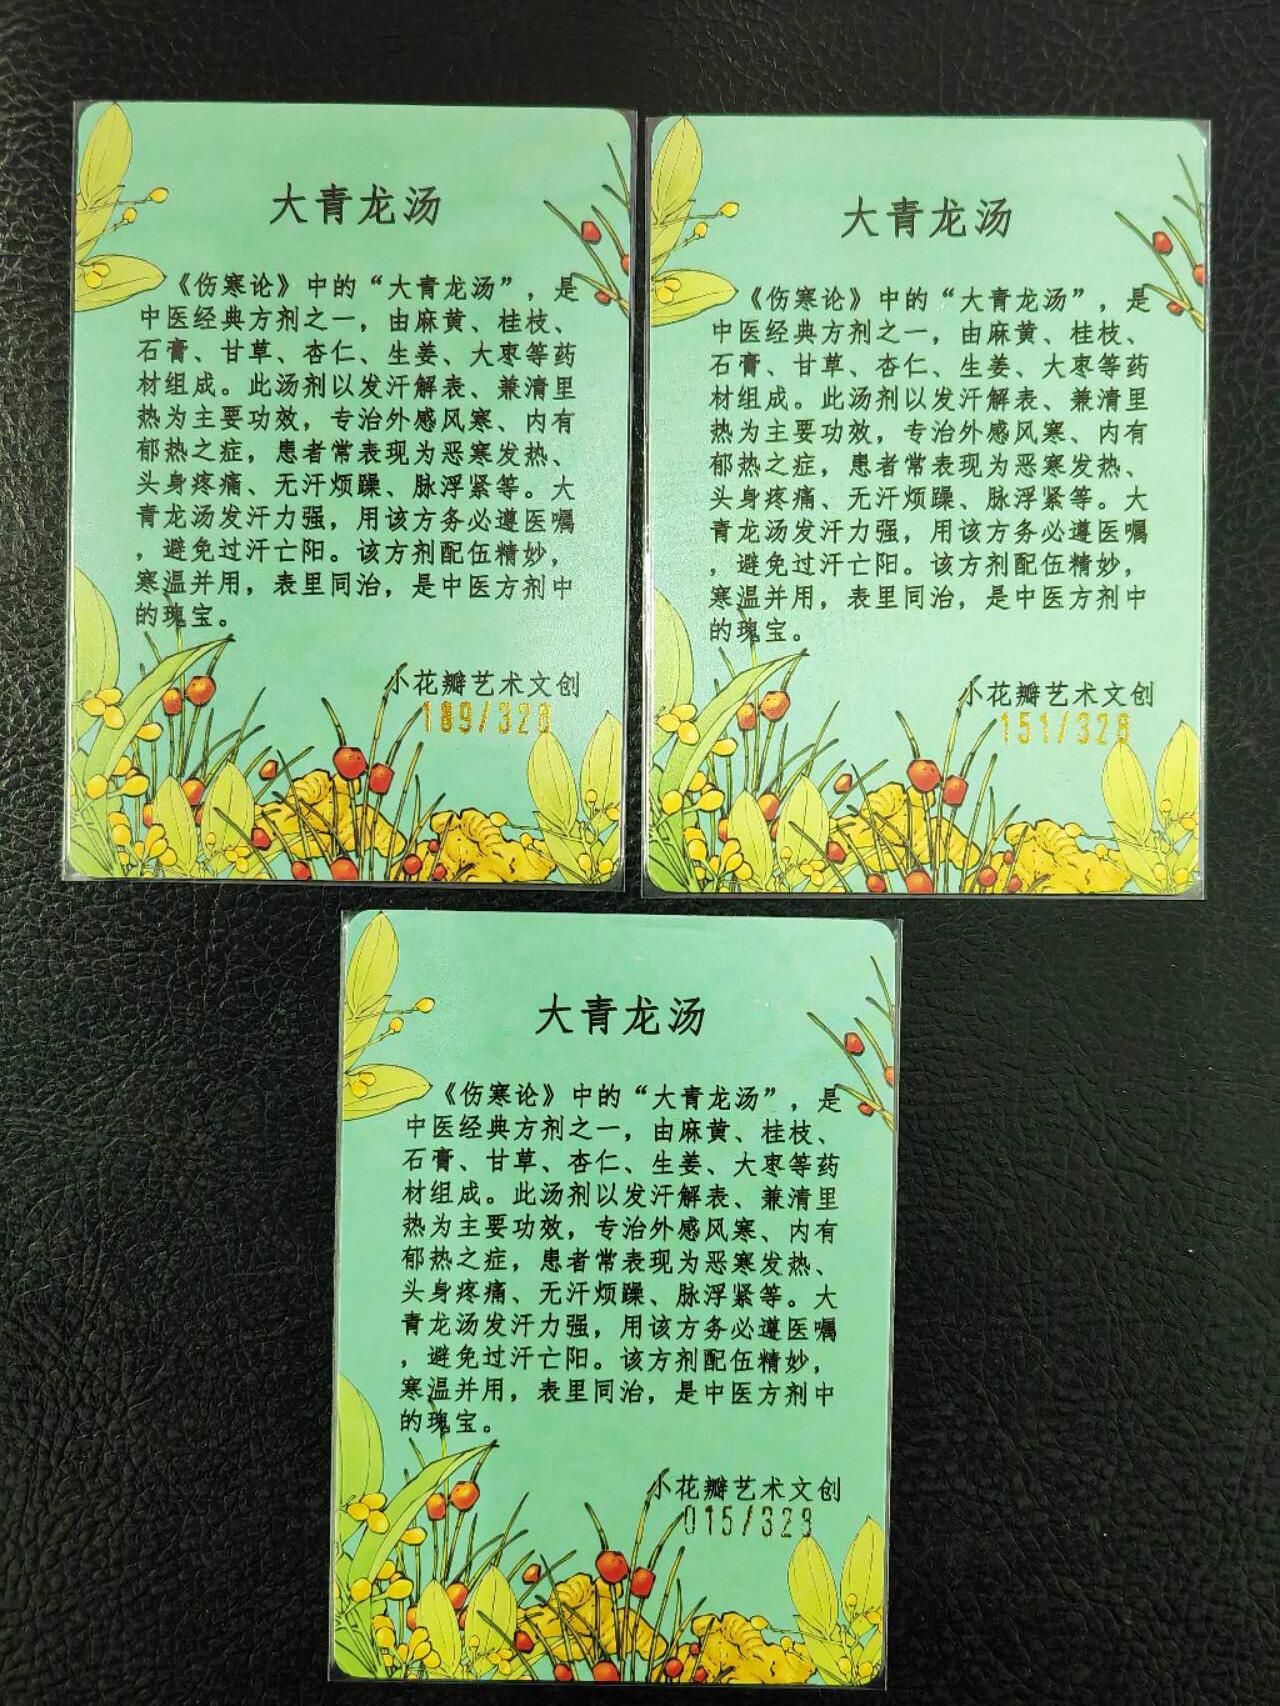 大青龙汤
《伤寒论》中的“大青龙汤”，是
中医经典方剂之一，由麻黄、桂枝、
石膏、甘草、杏仁、生姜、大枣等药
材组成。此汤剂以发汗解表、兼清里
热为主要功效，专治外感风寒、内有
郁热之症，患者常表现为恶寒发热、
头身疼痛、无汗烦躁、脉浮紧等。大
青龙汤发汗力强，用该方务必遵医嘱
，避免过汗亡阳。该方剂配伍精妙，
寒温并用，表里同治，是中医方剂中
的瑰宝。
小花瓣艺术文创
189/328
大青龙汤
《伤寒论》中的“大青龙汤”，是
中医经典方剂之一，由麻黄、桂枝、
石膏、甘草、杏仁、生姜、大枣等药
材组成。此汤剂以发汗解表、兼清里
热为主要功效，专治外感风寒、内有
郁热之症，患者常表现为恶寒发热、
头身疼痛、无汗烦躁、脉浮紧等。大
青龙汤发汗力强，用该方务必遵医嘱
，避免过汗亡阳。该方剂配伍精妙，
寒温并用，表里同治，是中医方剂中
的瑰宝。
小花瓣艺术文创
151/328
大青龙汤
《伤寒论》中的“大青龙汤”，是
中医经典方剂之一，由麻黄、桂枝、
石膏、甘草、杏仁、生姜、大枣等药
材组成。此汤剂以发汗解表、兼清里
热为主要功效，专治外感风寒、内有
郁热之症，患者常表现为恶寒发热、
头身疼痛、无汗烦躁、脉浮紧等。大
青龙汤发汗力强，用该方务必遵医嘱
，避免过汗亡阳。该方剂配伍精妙，
寒温并用，表里同治，是中医方剂中
的瑰宝。
小花瓣艺术文创
015/328